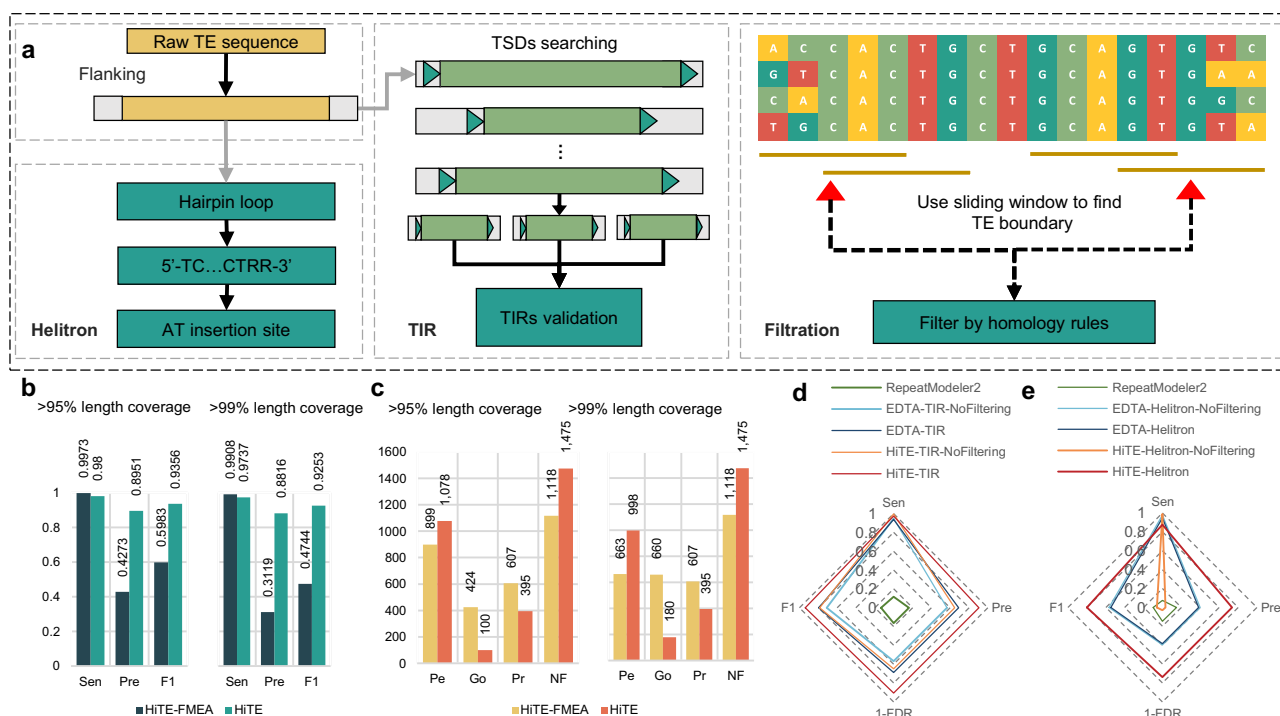 a
Raw TE sequence
Flanking
Hairpin loop
5'-TC...CTRR-3'
AT insertion site
Helitron
TSDs searching
⋮
TIRs validation
TIR
A C C A C T G C T G C A G T G T C
G T C A C T G C T G C A G T G A A
C A C A C T G C T G C A G T G G C
T G C A C T G C T G C A G T G T A
Use sliding window to find
TE boundary
Filter by homology rules
Filtration
b
>95% length coverage
>99% length coverage
0.9973
0.98
0.4273
0.8951
0.5983
0.9356
0.9908
0.9737
0.3119
0.8816
0.4744
0.9253
1
0.8
0.6
0.4
0.2
0
Sen Pre F1
Sen Pre F1
HiTE-FMEA HiTE
c
>95% length coverage
>99% length coverage
1600
1400
1200
1000
800
600
400
200
0
899
1,078
424
100
607
395
1,118
1,475
663
998
660
180
607
395
1,118
1,475
Pe Go Pr NF
Pe Go Pr NF
HiTE-FMEA HiTE
d
RepeatModeler2
EDTA-TIR-NoFiltering
EDTA-TIR
HiTE-TIR-NoFiltering
HiTE-TIR
Sen
1
0.8
0.6
0.4
0.2
0
F1
Pre
1-FDR
e
RepeatModeler2
EDTA-Helitron-NoFiltering
EDTA-Helitron
HiTE-Helitron-NoFiltering
HiTE-Helitron
Sen
1
0.8
0.6
0.4
0.2
0
F1
Pre
1-FDR